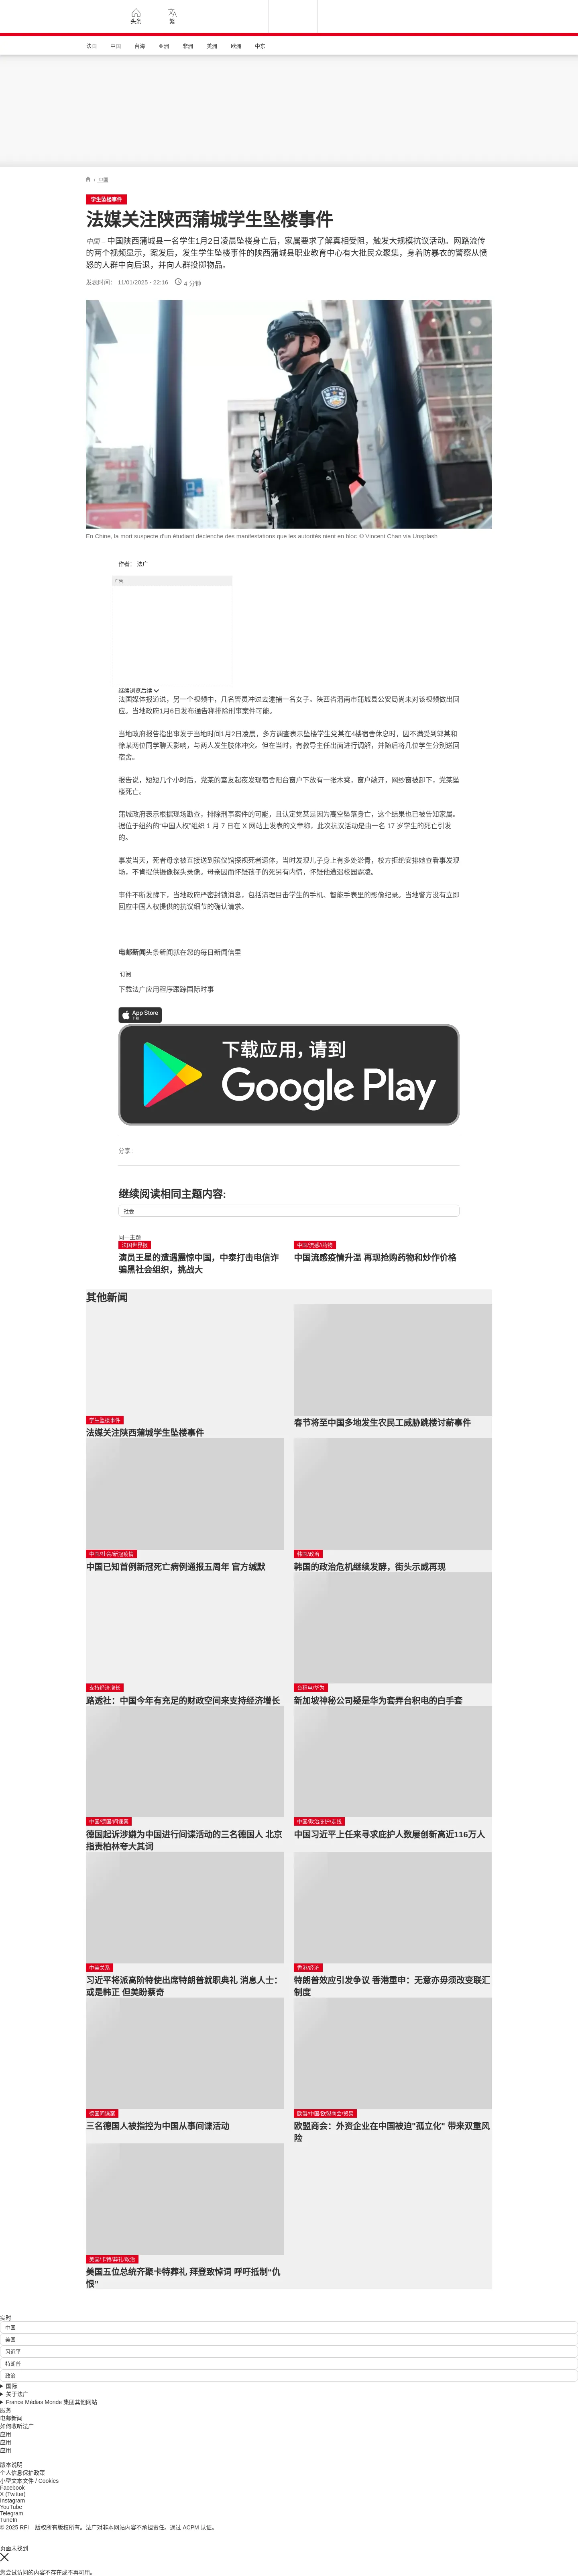 头条
繁
法国
中国
台海
亚洲
非洲
美洲
欧洲
中东
/ 中国
学生坠楼事件
法媒关注陕西蒲城学生坠楼事件
中国 – 中国陕西蒲城县一名学生1月2日凌晨坠楼身亡后，家属要求了解真相受阻，触发大规模抗议活动。网路流传
的两个视频显示，案发后，发生学生坠楼事件的陕西蒲城县职业教育中心有大批民众聚集，身着防暴衣的警察从愤
怒的人群中向后退，并向人群投掷物品。
发表时间： 11/01/2025 - 22:16
4 分钟
En Chine, la mort suspecte d'un étudiant déclenche des manifestations que les autorités nient en bloc © Vincent Chan via Unsplash
作者： 法广
广告
继续浏览后续
法国媒体报道说，另一个视频中，几名警员冲过去逮捕一名女子。陕西省渭南市蒲城县公安局尚未对该视频做出回
应。当地政府1月6日发布通告称排除刑事案件可能。
当地政府报告指出事发于当地时间1月2日凌晨，多方调查表示坠楼学生党某在4楼宿舍休息时，因不满受到郭某和
徐某两位同学聊天影响，与两人发生肢体冲突。但在当时，有教导主任出面进行调解，并随后将几位学生分别送回
宿舍。
报告说，短短几个小时后，党某的室友起夜发现宿舍阳台窗户下放有一张木凳，窗户敞开，网纱窗被卸下，党某坠
楼死亡。
蒲城政府表示根据现场勘查，排除刑事案件的可能，且认定党某是因为高空坠落身亡，这个结果也已被告知家属。
据位于纽约的“中国人权”组织 1 月 7 日在 X 网站上发表的文章称，此次抗议活动是由一名 17 岁学生的死亡引发
的。
事发当天，死者母亲被直接送到殡仪馆探视死者遗体，当时发现儿子身上有多处淤青，校方拒绝安排她查看事发现
场，不肯提供摄像探头录像。母亲因而怀疑孩子的死另有内情，怀疑他遭遇校园霸凌。
事件不断发酵下，当地政府严密封锁消息，包括清理目击学生的手机、智能手表里的影像纪录。当地警方没有立即
回应中国人权提供的抗议细节的确认请求。
电邮新闻头条新闻就在您的每日新闻信里
订阅
下载法广应用程序跟踪国际时事
App Store
下载
下载应用，请到
Google Play
分享 :
继续阅读相同主题内容:
社会
同一主题
法国世界报
演员王星的遭遇震惊中国，中泰打击电信诈
骗黑社会组织，挑战大
中国/流感//药物
中国流感疫情升温 再现抢购药物和炒作价格
其他新闻
学生坠楼事件
法媒关注陕西蒲城学生坠楼事件
春节将至中国多地发生农民工威胁跳楼讨薪事件
中国/社会/新冠疫情
中国已知首例新冠死亡病例通报五周年 官方缄默
韩国/政治
韩国的政治危机继续发酵，街头示威再现
支持经济增长
路透社：中国今年有充足的财政空间来支持经济增长
台积电/华为
新加坡神秘公司疑是华为套弄台积电的白手套
中国/德国/间谍案
德国起诉涉嫌为中国进行间谍活动的三名德国人 北京
指责柏林夸大其词
中国/政治庇护/走线
中国习近平上任来寻求庇护人数屡创新高近116万人
中美关系
习近平将派高阶特使出席特朗普就职典礼 消息人士：
或是韩正 但美盼蔡奇
香港/经济
特朗普效应引发争议 香港重申：无意亦毋须改变联汇
制度
德国间谍案
三名德国人被指控为中国从事间谍活动
欧盟/中国/欧盟商会/贸易
欧盟商会：外资企业在中国被迫"孤立化" 带来双重风
险
美国/卡特/葬礼/政治
美国五位总统齐聚卡特葬礼 拜登致悼词 呼吁抵制“仇
恨”
实时
中国
美国
习近平
特朗普
政治
国际
关于法广
France Médias Monde 集团其他网站
服务
电邮新闻
如何收听法广
应用
应用
应用
版本说明
个人信息保护政策
小型文本文件 / Cookies
Facebook
X (Twitter)
Instagram
YouTube
Telegram
TuneIn
© 2025 RFI – 版权所有版权所有。法广对非本网站内容不承担责任。通过 ACPM 认证。
页面未找到
您尝试访问的内容不存在或不再可用。